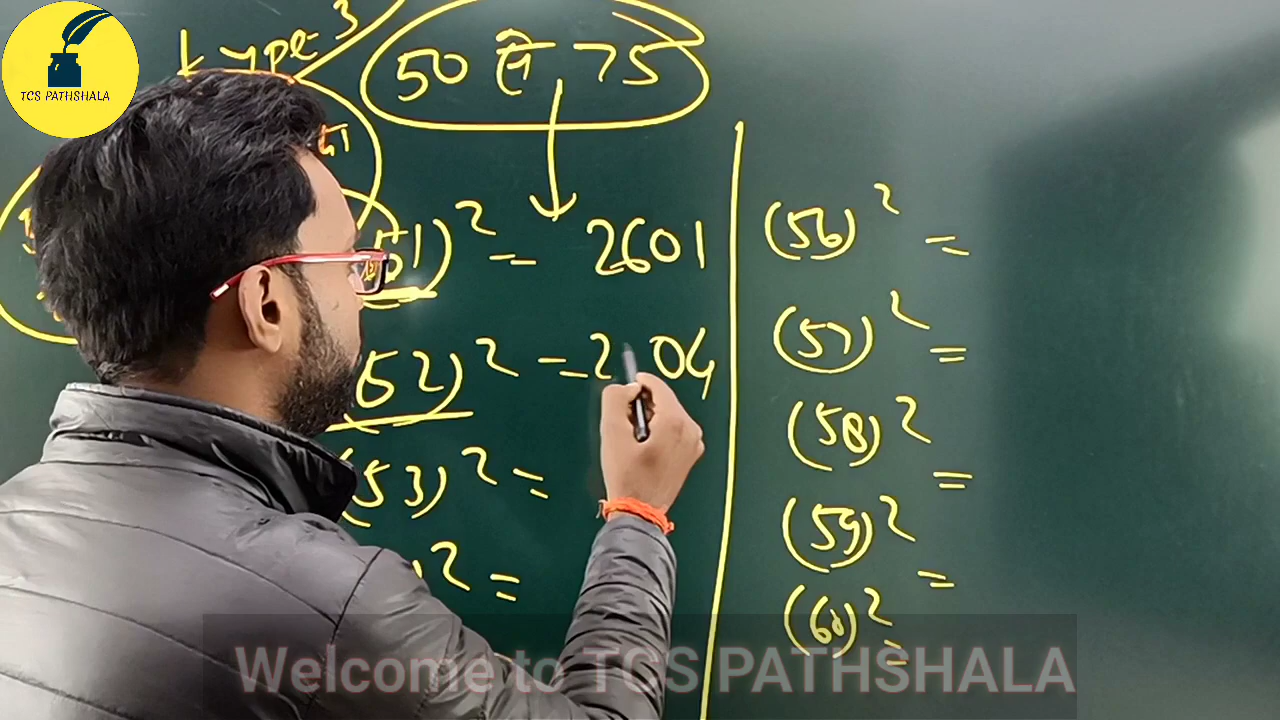 TCS PATHSHALA
type-3
50 से 75
51)² = 2601
(52)² = 2 04
(53)² =
)² =
(56)² =
(57)² =
(58)² =
(59)² =
(60)² =
Welcome to TCS PATHSHALA